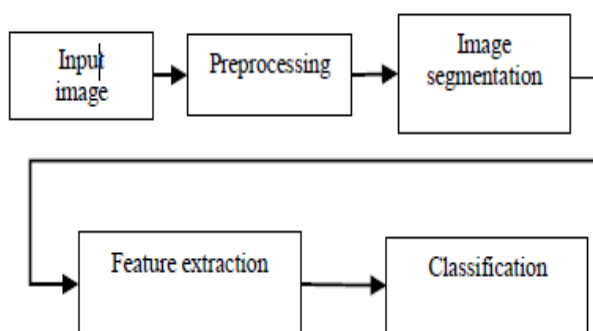 Input
image
Preprocessing
Image
segmentation
Feature extraction
Classification